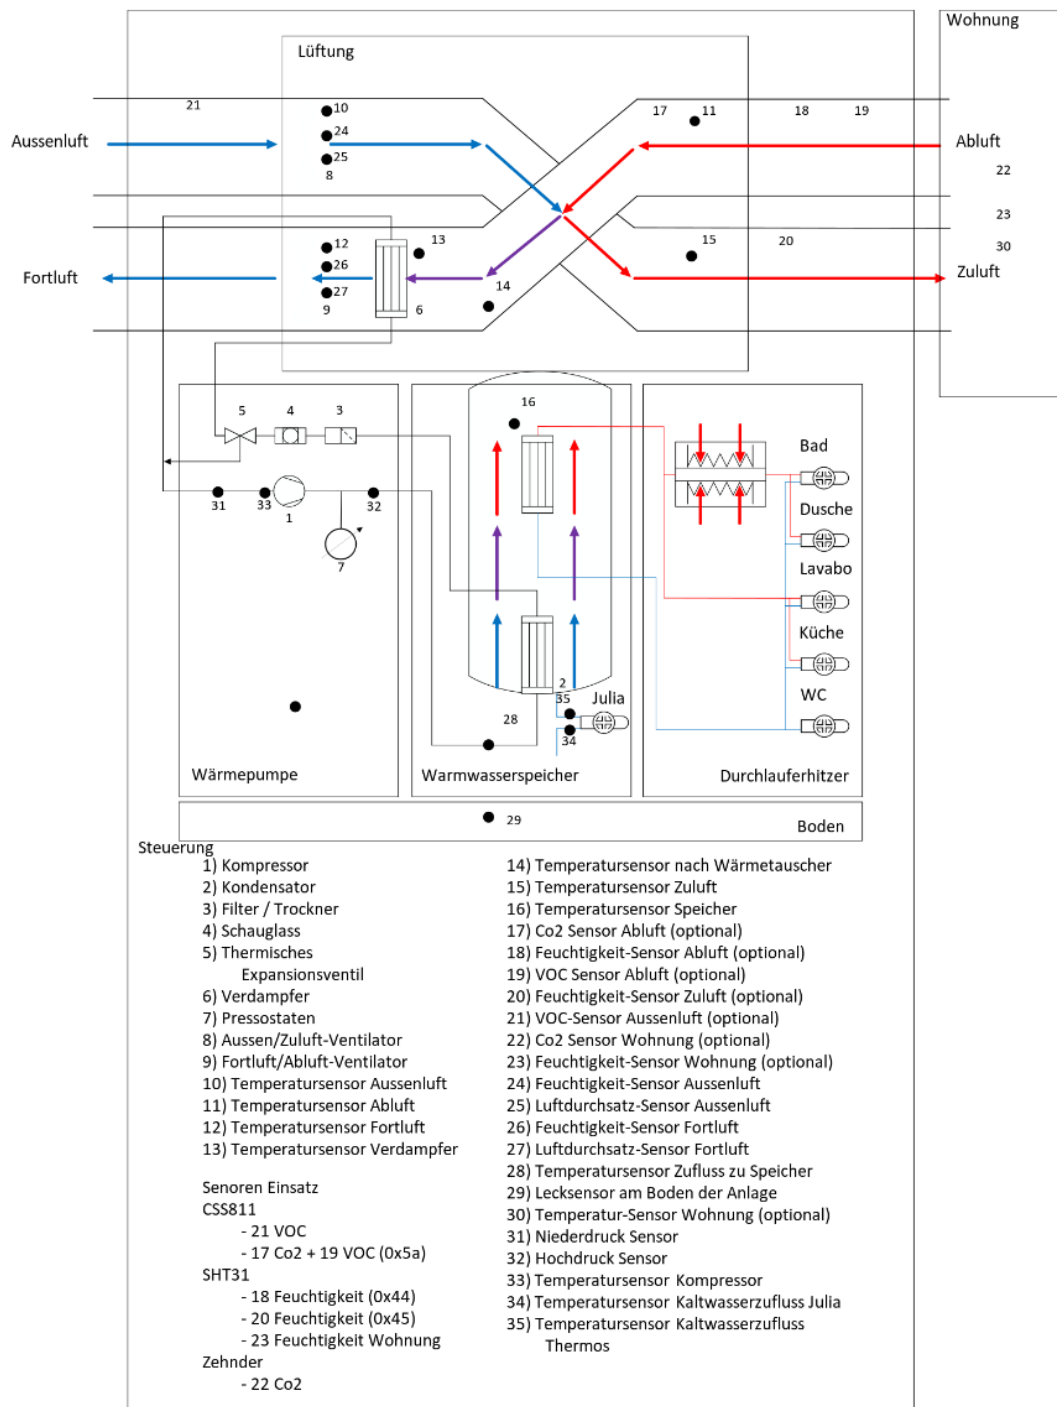 Wohnung
Lüftung
21
10
17
11
18
19
Aussenluft
24
Abluft
25
8
22
23
12
13
15
20
30
Fortluft
26
Zuluft
27
14
9
6
5
4
3
16
Bad
31
33
1
32
Dusche
7
Lavabo
Küche
2
35
Julia
WC
28
34
Wärmepumpe
Warmwasserspeicher
Durchlauferhitzer
29
Boden
Steuerung
1) Kompressor
2) Kondensator
3) Filter / Trockner
4) Schauglass
5) Thermisches
Expansionsventil
6) Verdampfer
7) Pressostaten
8) Aussen/Zuluft-Ventilator
9) Fortluft/Abluft-Ventilator
10) Temperatursensor Aussenluft
11) Temperatursensor Abluft
12) Temperatursensor Fortluft
13) Temperatursensor Verdampfer
Senoren Einsatz
CSS811
- 21 VOC
- 17 Co2 + 19 VOC (0x5a)
SHT31
- 18 Feuchtigkeit (0x44)
- 20 Feuchtigkeit (0x45)
- 23 Feuchtigkeit Wohnung
Zehnder
- 22 Co2
14) Temperatursensor nach Wärmetauscher
15) Temperatursensor Zuluft
16) Temperatursensor Speicher
17) Co2 Sensor Abluft (optional)
18) Feuchtigkeit-Sensor Abluft (optional)
19) VOC Sensor Abluft (optional)
20) Feuchtigkeit-Sensor Zuluft (optional)
21) VOC-Sensor Aussenluft (optional)
22) Co2 Sensor Wohnung (optional)
23) Feuchtigkeit-Sensor Wohnung (optional)
24) Feuchtigkeit-Sensor Aussenluft
25) Luftdurchsatz-Sensor Aussenluft
26) Feuchtigkeit-Sensor Fortluft
27) Luftdurchsatz-Sensor Fortluft
28) Temperatursensor Zufluss zu Speicher
29) Lecksensor am Boden der Anlage
30) Temperatur-Sensor Wohnung (optional)
31) Niederdruck Sensor
32) Hochdruck Sensor
33) Temperatursensor Kompressor
34) Temperatursensor Kaltwasserzufluss Julia
35) Temperatursensor Kaltwasserzufluss
Thermos